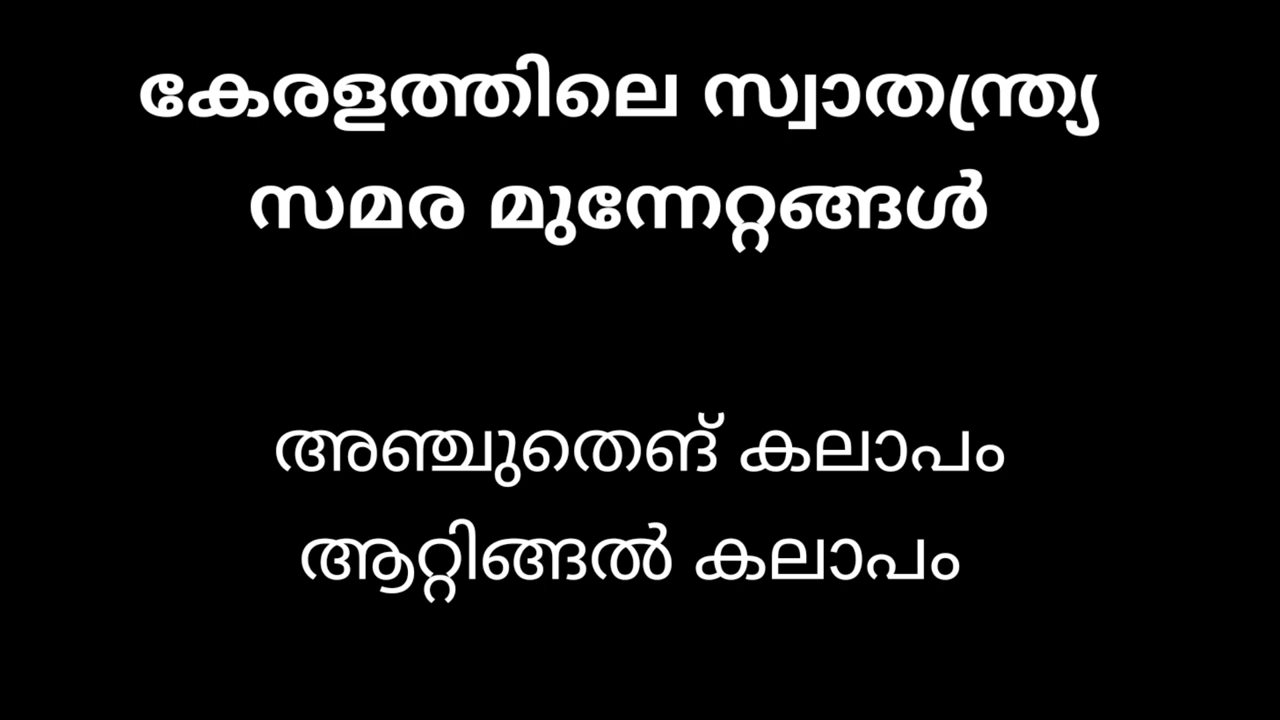 കേരളത്തിലെ സ്വാതന്ത്ര്യ
സമര മുന്നേറ്റങ്ങൾ
അഞ്ചുതെങ് കലാപം
ആറ്റിങ്ങൽ കലാപം